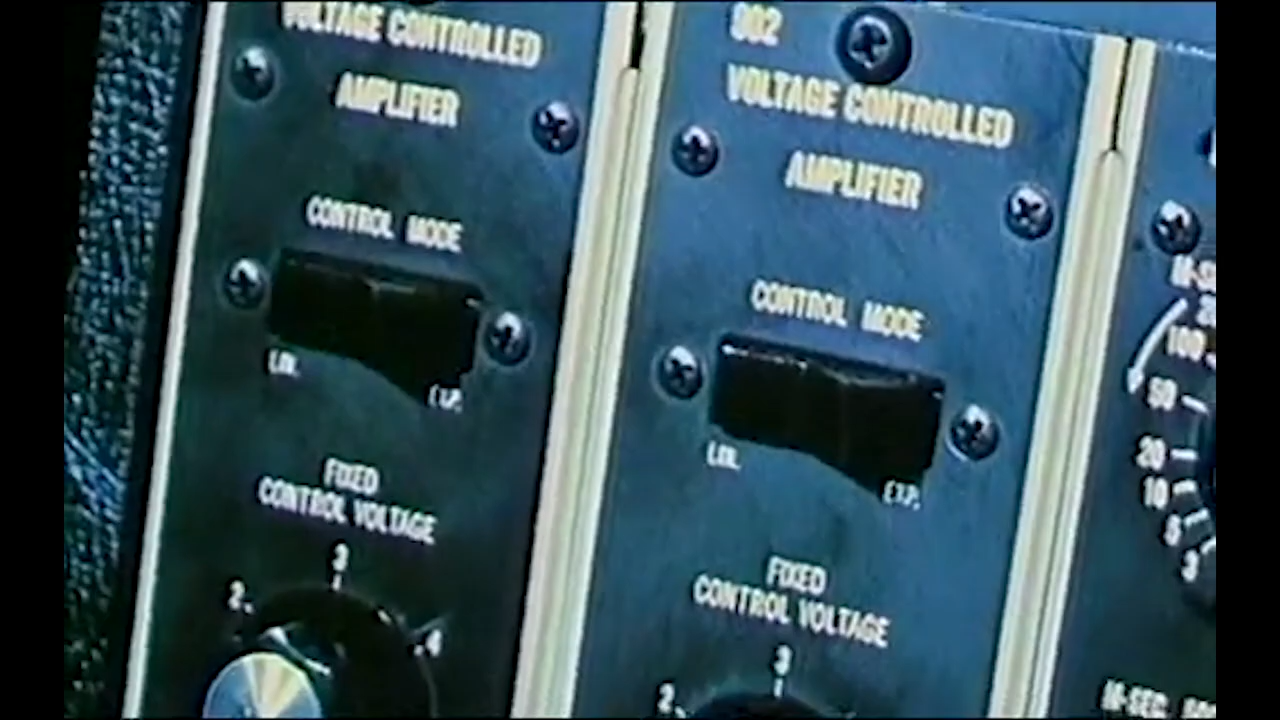 VOLTAGE CONTROLLED
AMPLIFIER
CONTROL MODE
LIN.
EXP.
FIXED
CONTROL VOLTAGE
2
3
4
902
VOLTAGE CONTROLLED
AMPLIFIER
CONTROL MODE
LIN.
EXP.
FIXED
CONTROL VOLTAGE
2
3
100
50
20
10
5
3
M-SEC